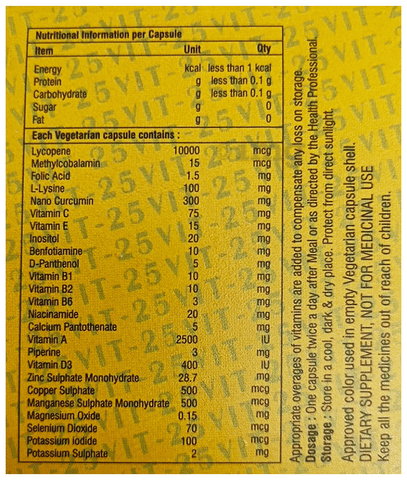 Nutritional Information per Capsule
Item Unit Qty
Energy kcal less than 1 kcal
Protein g less than 0.1 g
Carbohydrate g less than 0.1 g
Sugar g 0
Fat g 0
Each Vegetarian capsule contains :
Lycopene 10000 mcg
Methylcobalamin 15 mcg
Folic Acid 1.5 mg
L-Lysine 100 mg
Nano Curcumin 300 mg
Vitamin C 75 mg
Vitamin E 15 mg
Inositol 20 mg
Benfotiamine 10 mg
D-Panthenol 5 mg
Vitamin B1 10 mg
Vitamin B2 10 mg
Vitamin B6 3 mg
Niacinamide 20 mg
Calcium Pantothenate 5 mg
Vitamin A 2500 IU
Piperine 3 mg
Vitamin D3 400 IU
Zinc Sulphate Monohydrate 28.7 mg
Copper Sulphate 500 mcg
Manganese Sulphate Monohydrate 500 mcg
Magnesium Oxide 0.15 mg
Selenium Dioxide 70 mcg
Potassium Iodide 100 mcg
Potassium Sulphate 2 mg
Appropriate overages of vitamins are added to compensate any loss on storage.
Dosage : One capsule twice a day after Meal or as directed by the Health Professional.
Storage : Store in a cool, dark & dry place. Protect from direct sunlight.
Approved color used in empty Vegetarian capsule shell.
DIETARY SUPPLEMENT, NOT FOR MEDICINAL USE
Keep all the medicines out of reach of children.
VIT-25